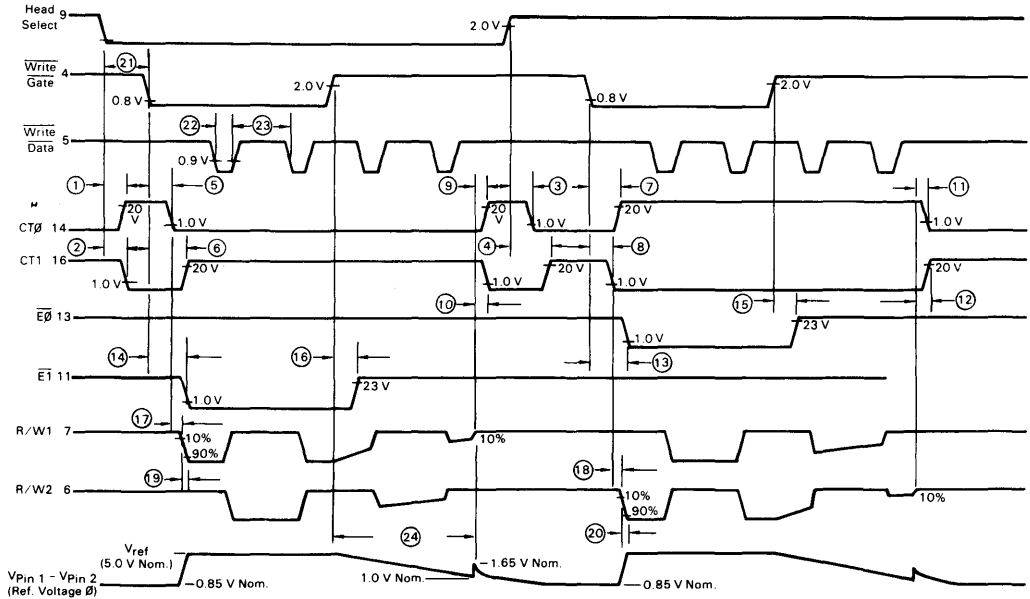 Head
Select 9
2.0 V
21
Write
Gate 4
0.8 V
2.0 V
0.8 V
2.0 V
22
23
Write
Data 5
0.9 V
1
5
9
3
7
11
20
V
1.0 V
20
V
1.0 V
20 V
1.0 V
CTØ 14
2
6
4
8
CT1 16
1.0 V
20 V
1.0 V
20 V
1.0 V
20 V
10
15
12
EØ 13
1.0 V
23 V
14
16
13
E1 11
1.0 V
23 V
17
R/W1 7
10%
90%
10%
19
18
R/W2 6
10%
90%
10%
24
20
Vref
(5.0 V Nom.)
VPin 1 - VPin 2
(Ref. Voltage Ø)
0.85 V Nom.
1.0 V Nom.
1.65 V Nom.
0.85 V Nom.